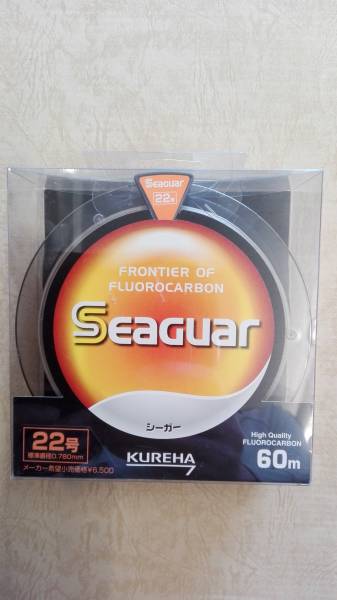 Seaguar
22号
FRONTIER OF
FLUOROCARBON
Seaguar
シーガー
22号
標準直径0.780mm
メーカー希望小売価格¥6,500
KUREHA
High Quality
FLUOROCARBON
60m